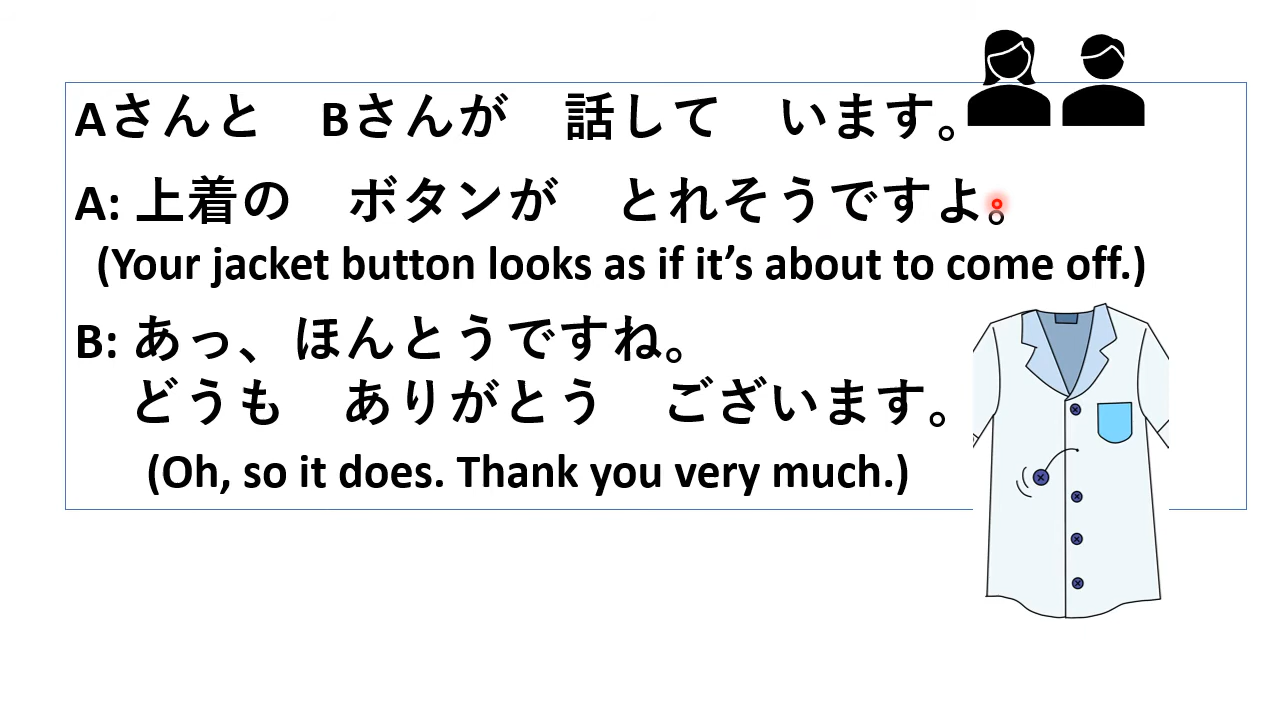 Aさんと　Bさんが　話して　います。
A: 上着の　ボタンが　とれそうですよ。
(Your jacket button looks as if it’s about to come off.)
B: あっ、ほんとうですね。
どうも　ありがとう　ございます。
(Oh, so it does. Thank you very much.)